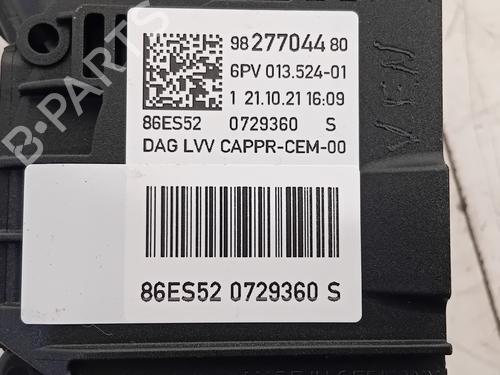 98 277044 80
6PV 013.524-01
1 21.10.21 16:09
86ES52 0729360 S
DAG LVV CAPPR-CEM-00
86ES52 0729360 S
B-PARTS